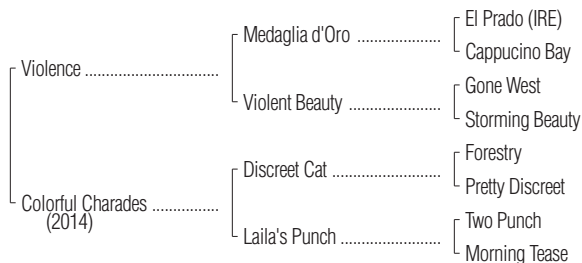 El Prado (IRE)
Medaglia d'Oro
Cappucino Bay
Violence
Gone West
Violent Beauty
Storming Beauty
Forestry
Discreet Cat
Pretty Discreet
Colorful Charades
(2014)
Two Punch
Laila's Punch
Morning Tease